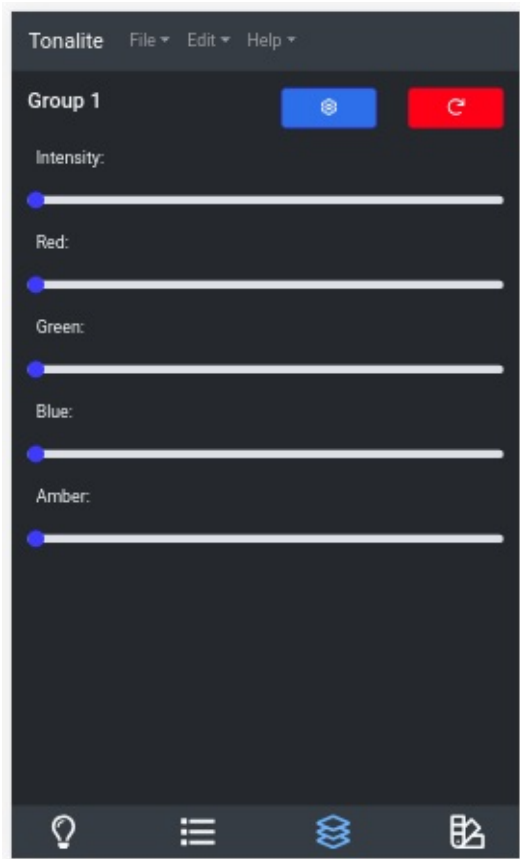 Tonalite File Edit Help
Group 1
Intensity:
Red:
Green:
Blue:
Amber: